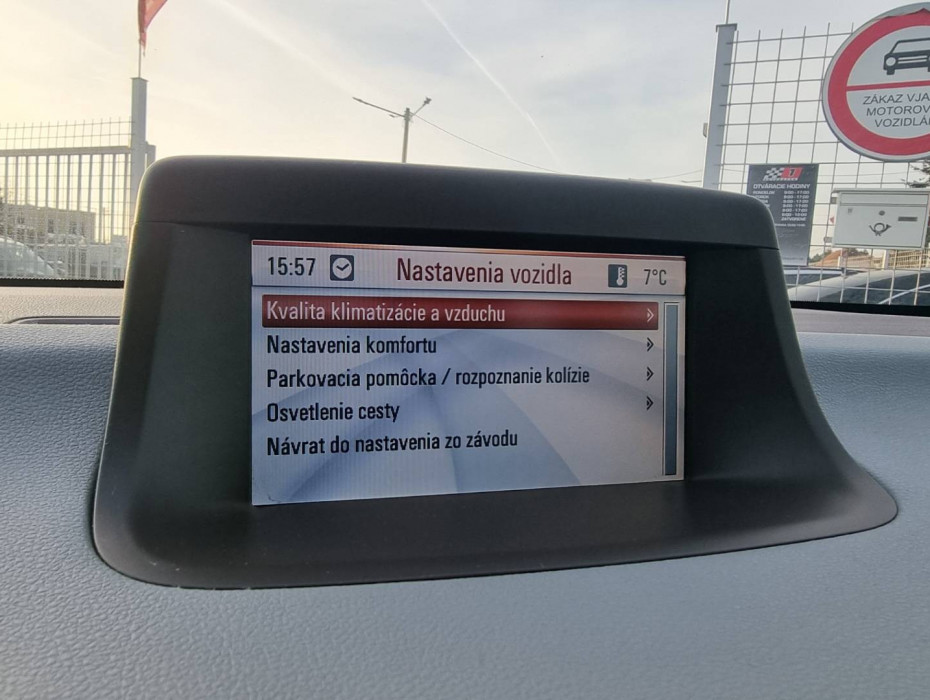 15:57 Nastavenia vozidla 7°C
Kvalita klimatizácie a vzduchu
Nastavenia komfortu
Parkovacia pomôcka / rozpoznanie kolízie
Osvetlenie cesty
Návrat do nastavenia zo závodu
ZÁKAZ VJA
MOTOROV
VOZIDLÁ
OTVÁRACIE HODINY